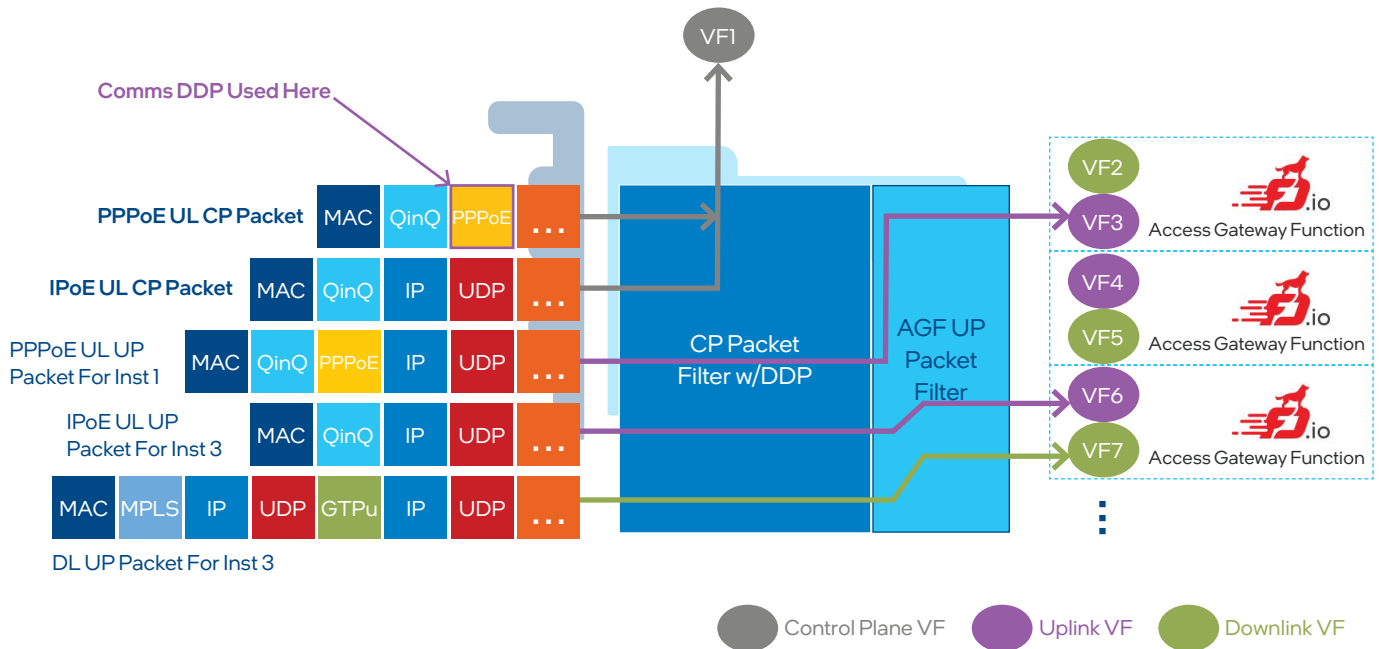 VF1
Comms DDP Used Here
PPPoE UL CP Packet
MAC QinQ PPPoE ...
IPoE UL CP Packet
MAC QinQ IP UDP ...
PPPoE UL UP
Packet For Inst 1
MAC QinQ PPPoE IP UDP ...
IPoE UL UP
Packet For Inst 3
MAC QinQ IP UDP ...
MAC MPLS IP UDP GTPu IP UDP ...
DL UP Packet For Inst 3
CP Packet
Filter w/DDP
AGF UP
Packet
Filter
VF2
VF3
FD.io
Access Gateway Function
VF4
VF5
FD.io
Access Gateway Function
VF6
VF7
FD.io
Access Gateway Function
Control Plane VF
Uplink VF
Downlink VF